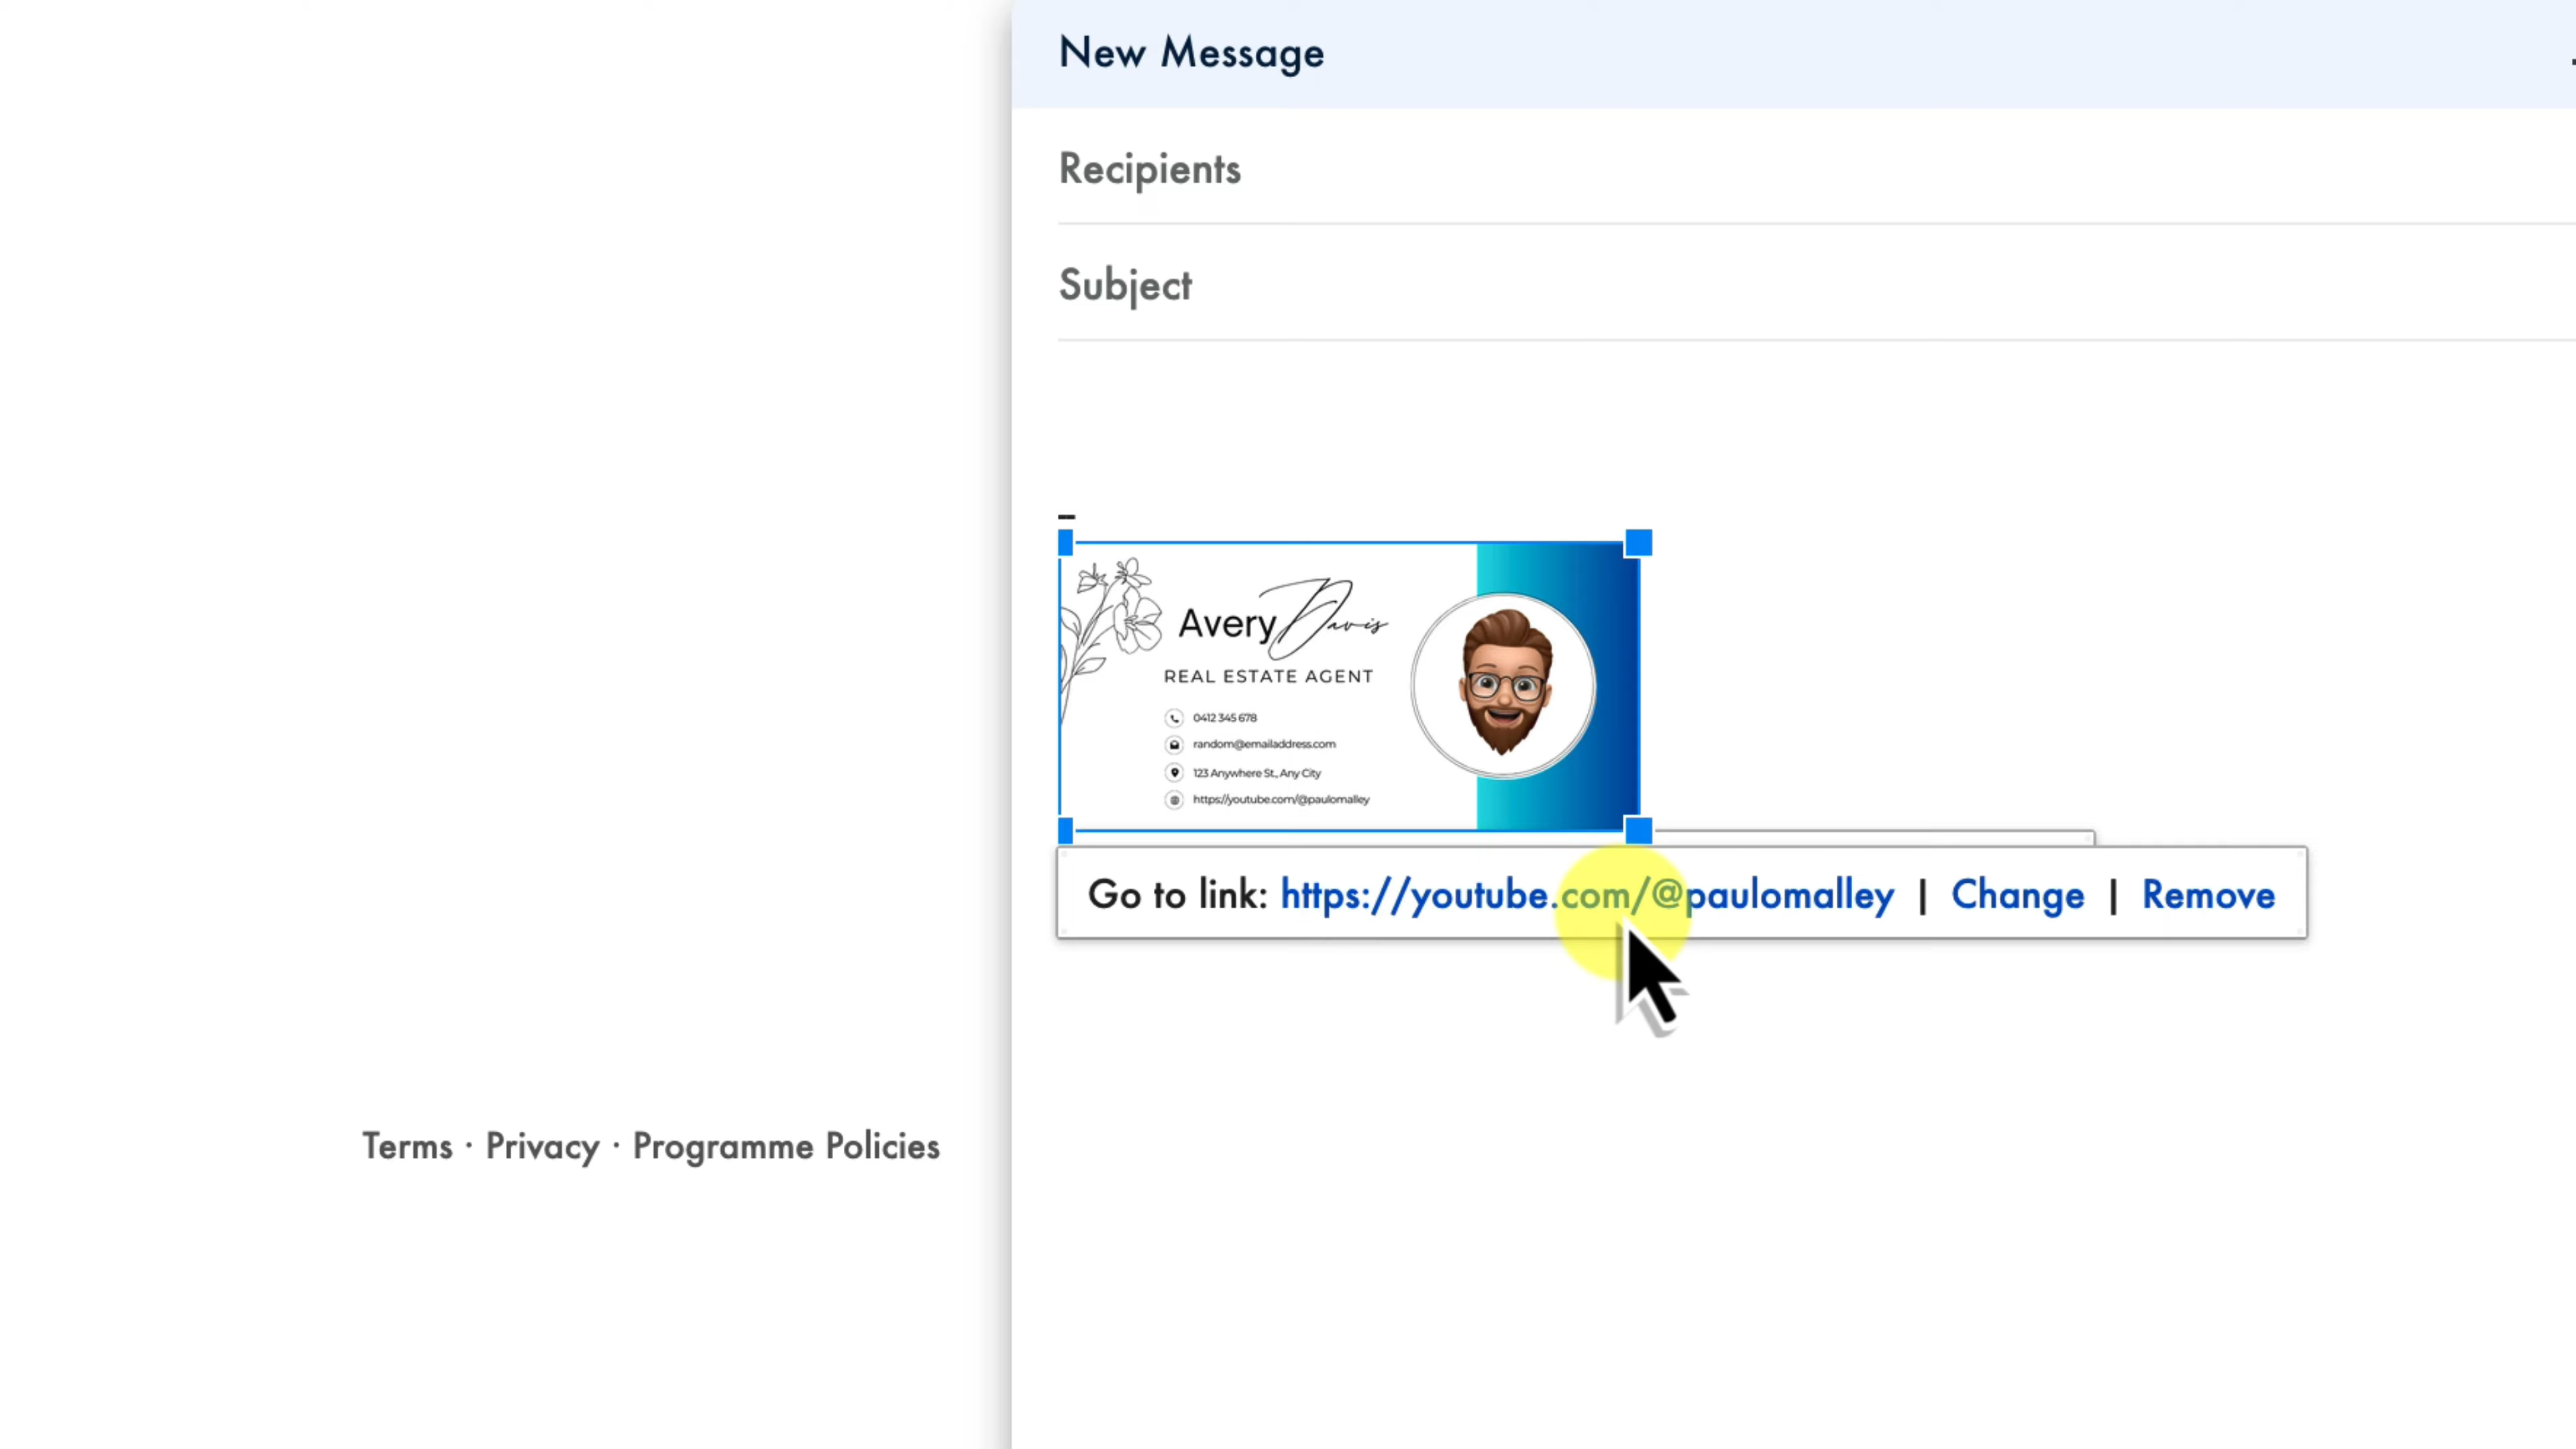 New Message
Recipients
Subject
--
Avery Davis
REAL ESTATE AGENT
0412 345 678
random@emailaddress.com
123 Anywhere St., Any City
https://youtube.com/@paulomalley
Go to link: https://youtube.com/@paulomalley | Change | Remove
Terms · Privacy · Programme Policies